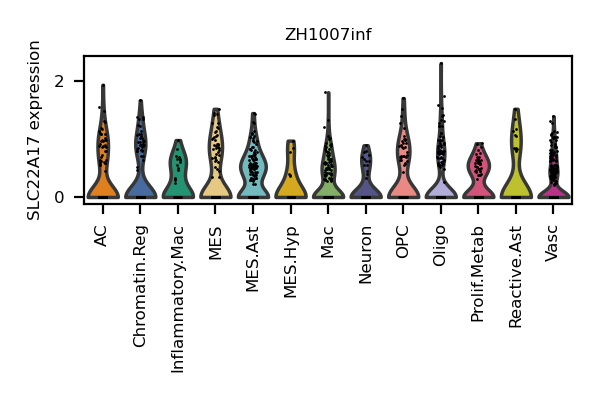 ZH1007inf
SLC22A17 expression
2
0
AC
Chromatin.Reg
Inflammatory.Mac
MES
MES.Ast
MES.Hyp
Mac
Neuron
OPC
Oligo
Prolif.Metab
Reactive.Ast
Vasc